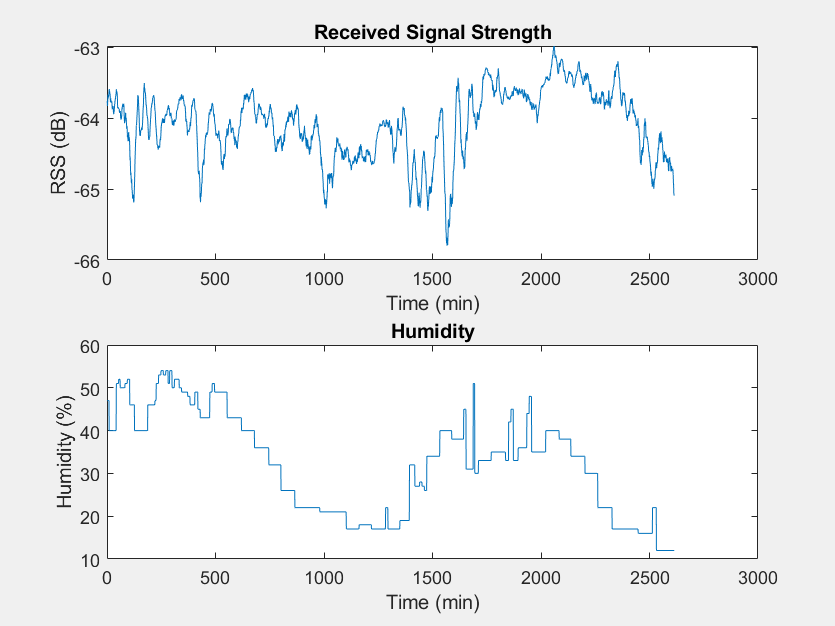 Received Signal Strength
-63
-64
-65
-66
RSS (dB)
0 500 1000 1500 2000 2500 3000
Time (min)
Humidity
60
50
40
30
20
10
Humidity (%)
0 500 1000 1500 2000 2500 3000
Time (min)